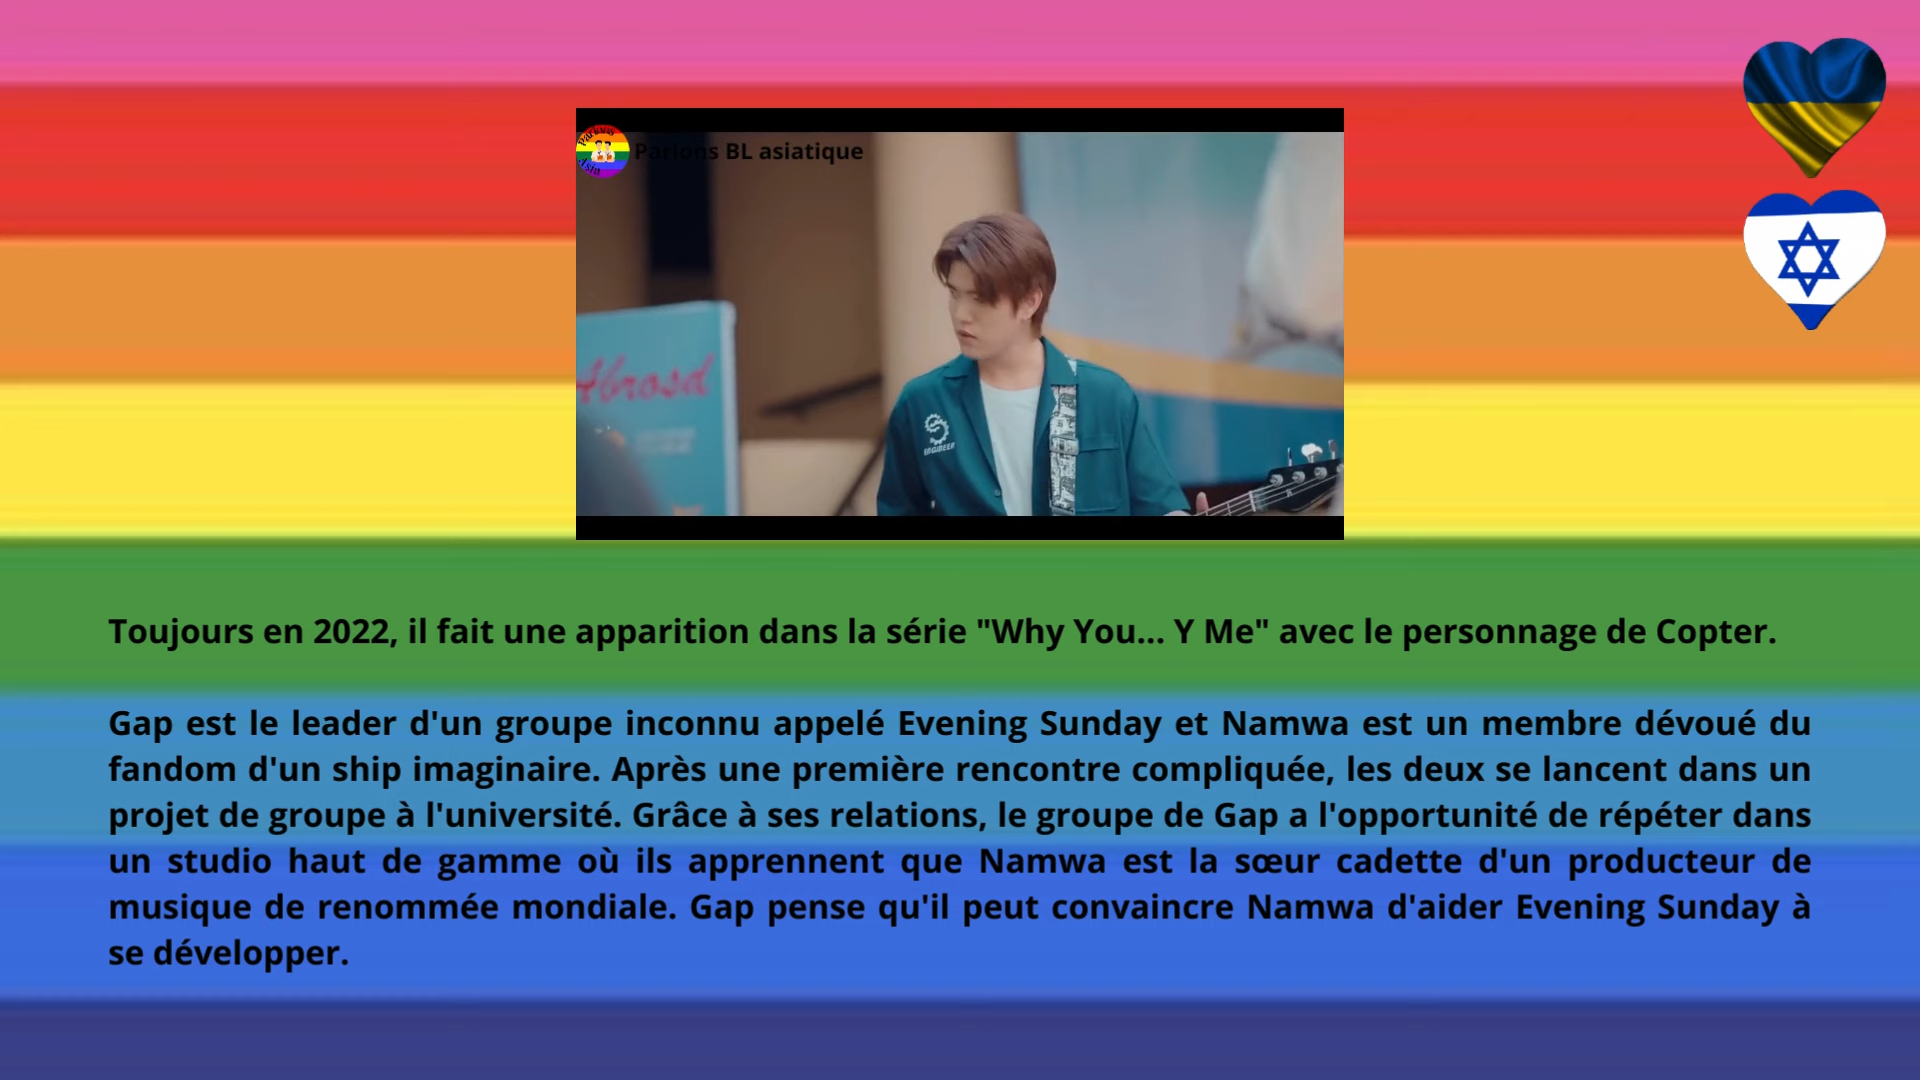 Parlons
Asia
Parlons BL asiatique
Abroad
ENGINEER
Toujours en 2022, il fait une apparition dans la série "Why You... Y Me" avec le personnage de Copter.
Gap est le leader d'un groupe inconnu appelé Evening Sunday et Namwa est un membre dévoué du
fandom d'un ship imaginaire. Après une première rencontre compliquée, les deux se lancent dans un
projet de groupe à l'université. Grâce à ses relations, le groupe de Gap a l'opportunité de répéter dans
un studio haut de gamme où ils apprennent que Namwa est la sœur cadette d'un producteur de
musique de renommée mondiale. Gap pense qu'il peut convaincre Namwa d'aider Evening Sunday à
se développer.